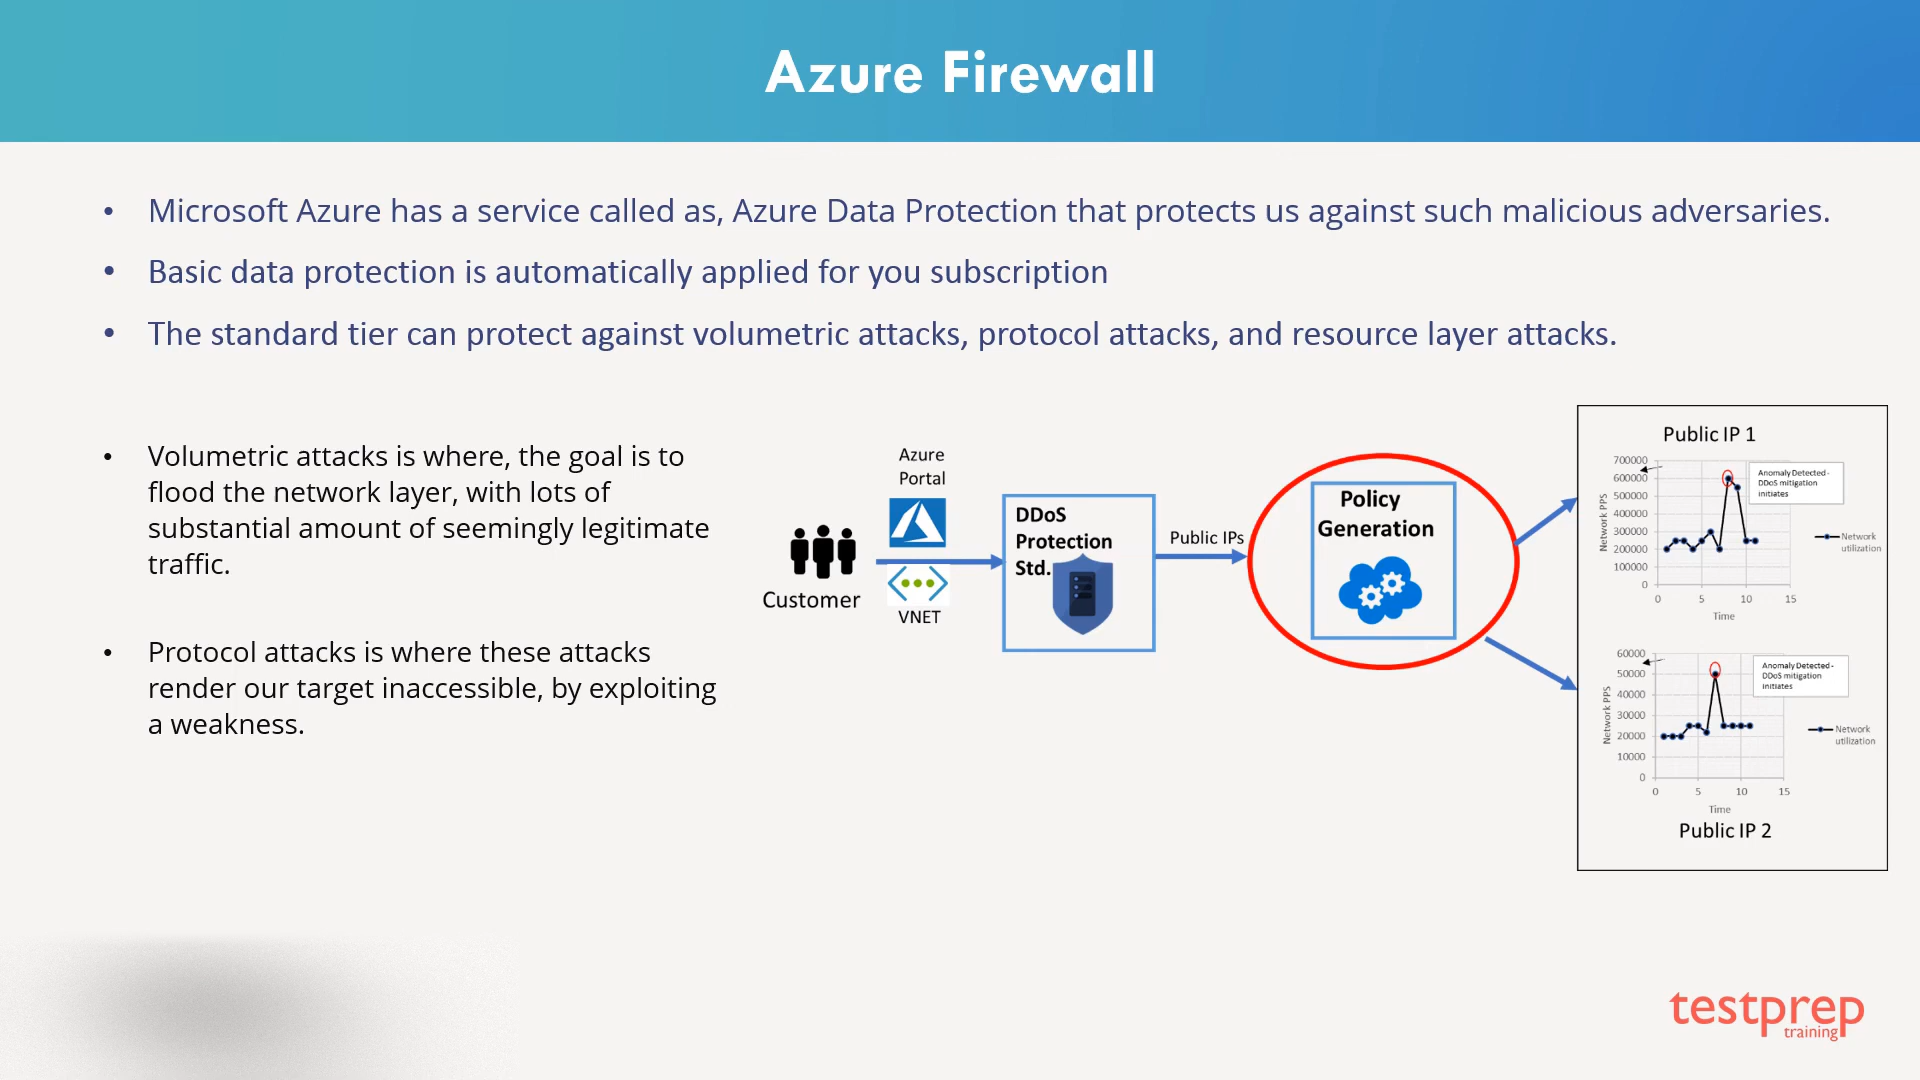 Azure Firewall
• Microsoft Azure has a service called as, Azure Data Protection that protects us against such malicious adversaries.
• Basic data protection is automatically applied for you subscription
• The standard tier can protect against volumetric attacks, protocol attacks, and resource layer attacks.
• Volumetric attacks is where, the goal is to
flood the network layer, with lots of
substantial amount of seemingly legitimate
traffic.
• Protocol attacks is where these attacks
render our target inaccessible, by exploiting
a weakness.
Customer
Azure
Portal
VNET
DDoS
Protection
Std.
Public IPs
Policy
Generation
Public IP 1
700000
600000
500000
400000
300000
200000
100000
0
Network PPS
0 5 10 15
Time
Anomaly Detected -
DDoS mitigation
initiates
Network
utilization
60000
50000
40000
30000
20000
10000
0
Network PPS
0 5 10 15
Time
Anomaly Detected -
DDoS mitigation
initiates
Network
utilization
Public IP 2
testprep
training